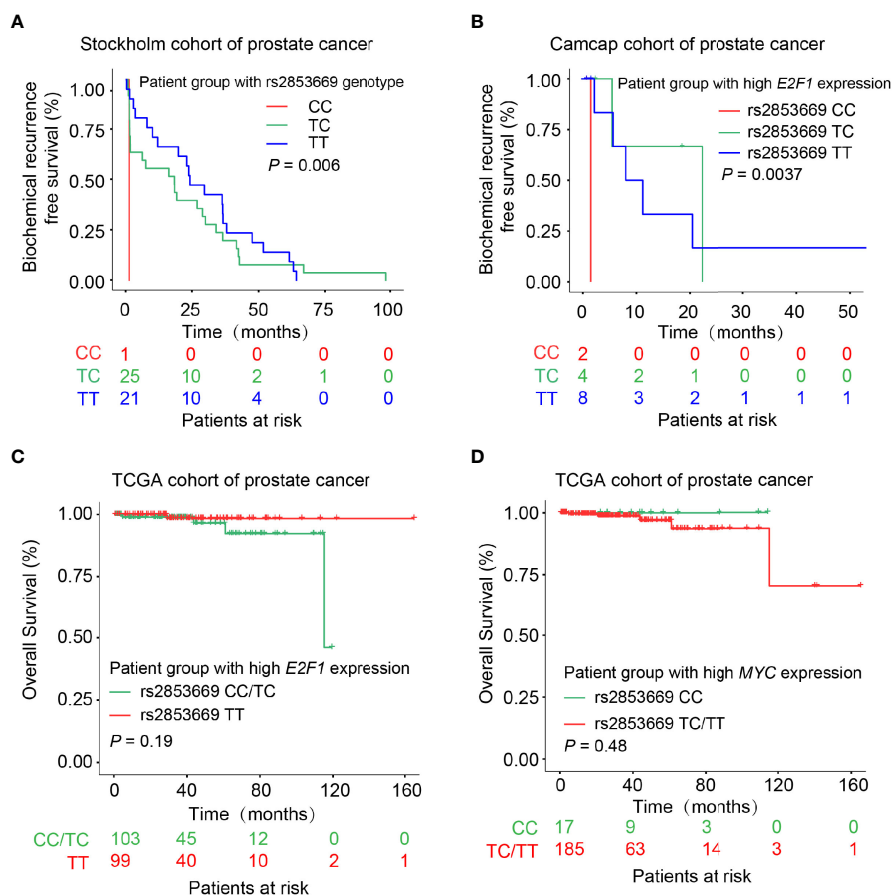 A
Stockholm cohort of prostate cancer
Patient group with rs2853669 genotype
CC
TC
TT
P = 0.006
Biochemical recurrence
free survival (%)
1.00
0.75
0.50
0.25
0.00
0 25 50 75 100
Time (months)
CC 1 0 0 0 0
TC 25 10 2 1 0
TT 21 10 4 0 0
Patients at risk
B
Camcap cohort of prostate cancer
Patient group with high E2F1 expression
rs2853669 CC
rs2853669 TC
rs2853669 TT
P = 0.0037
Biochemical recurrence
free survival (%)
1.00
0.75
0.50
0.25
0.00
0 10 20 30 40 50
Time (months)
CC 2 0 0 0 0 0
TC 4 2 1 0 0 0
TT 8 3 2 1 1 1
Patients at risk
C
TCGA cohort of prostate cancer
Overall Survival (%)
1.00
0.75
0.50
0.25
0.00
Patient group with high E2F1 expression
rs2853669 CC/TC
rs2853669 TT
P = 0.19
0 40 80 120 160
Time (months)
CC/TC 103 45 12 0 0
TT 99 40 10 2 1
Patients at risk
D
TCGA cohort of prostate cancer
Overall Survival (%)
1.00
0.75
0.50
0.25
0.00
Patient group with high MYC expression
rs2853669 CC
rs2853669 TC/TT
P = 0.48
0 40 80 120 160
Time (months)
CC 17 9 3 0 0
TC/TT 185 63 14 3 1
Patients at risk